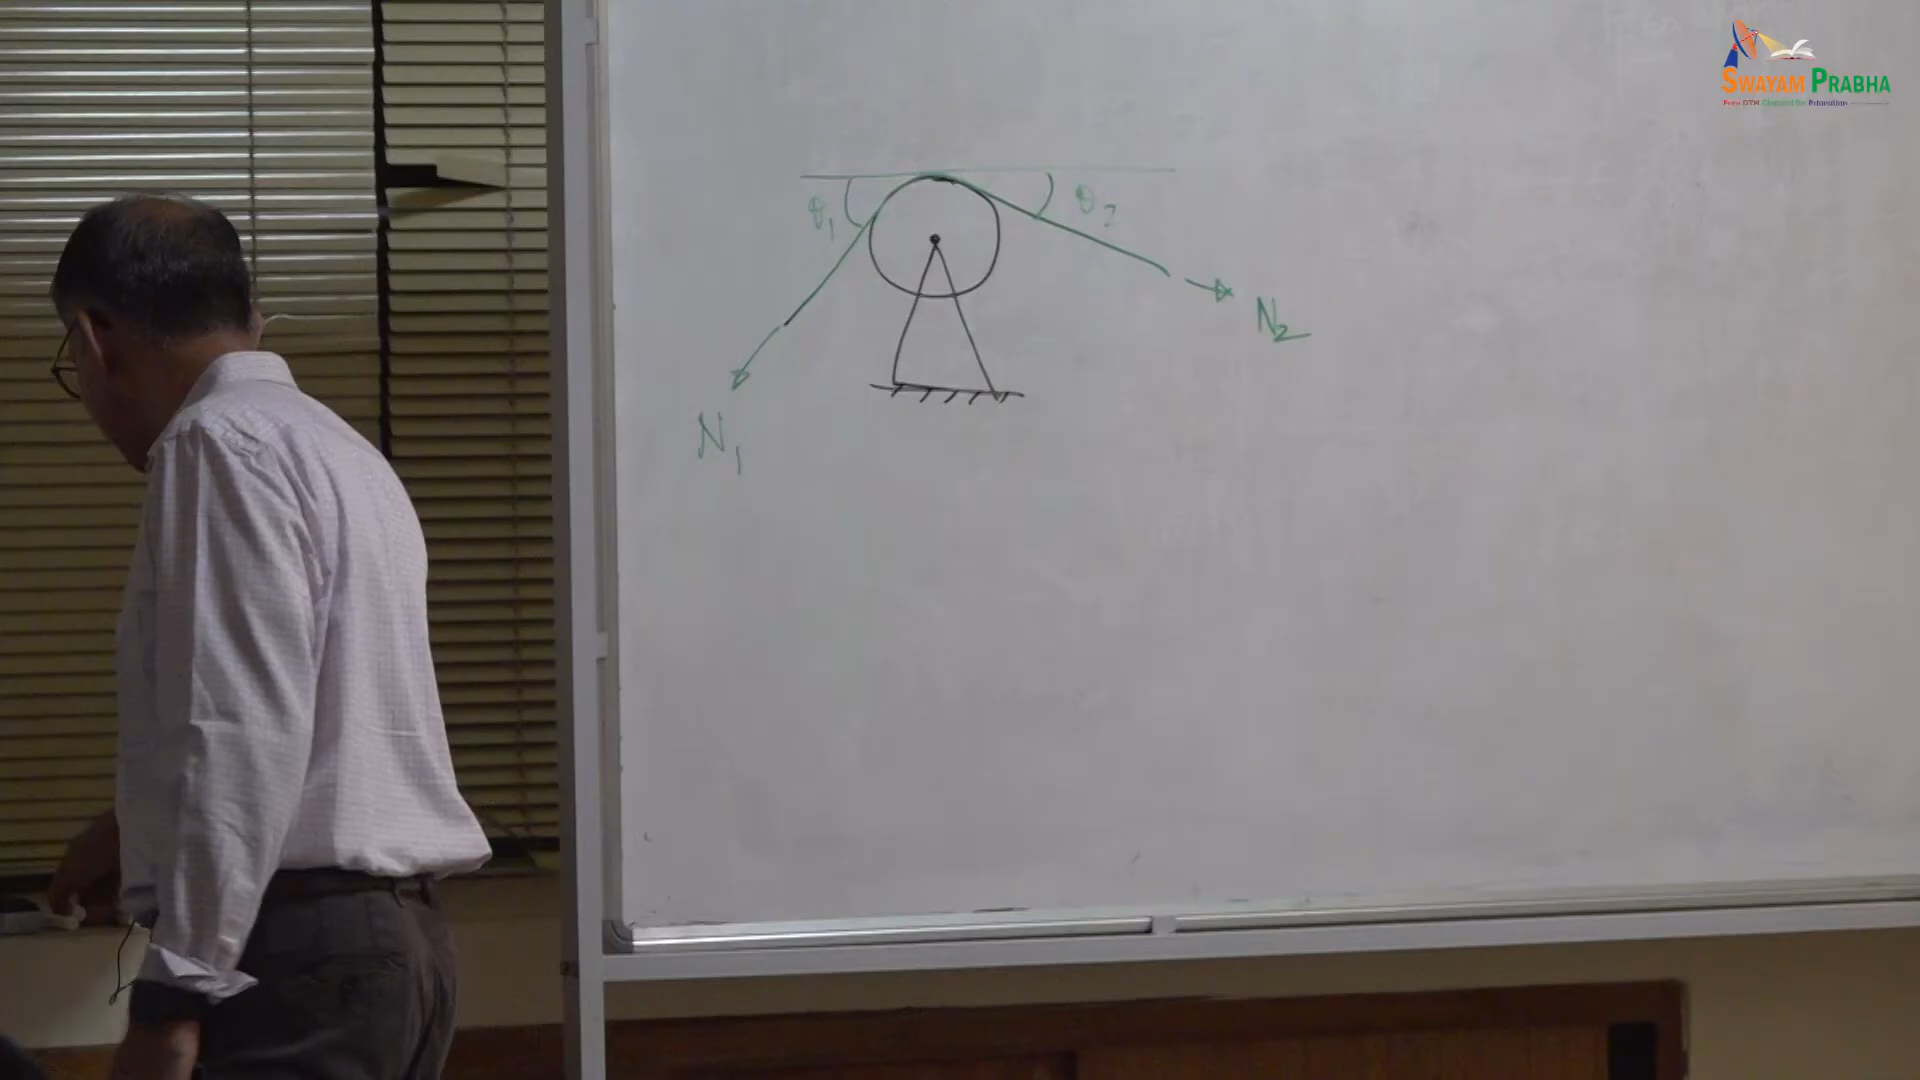 SWAYAM PRABHA
θ₁
θ₂
N₂
N₁